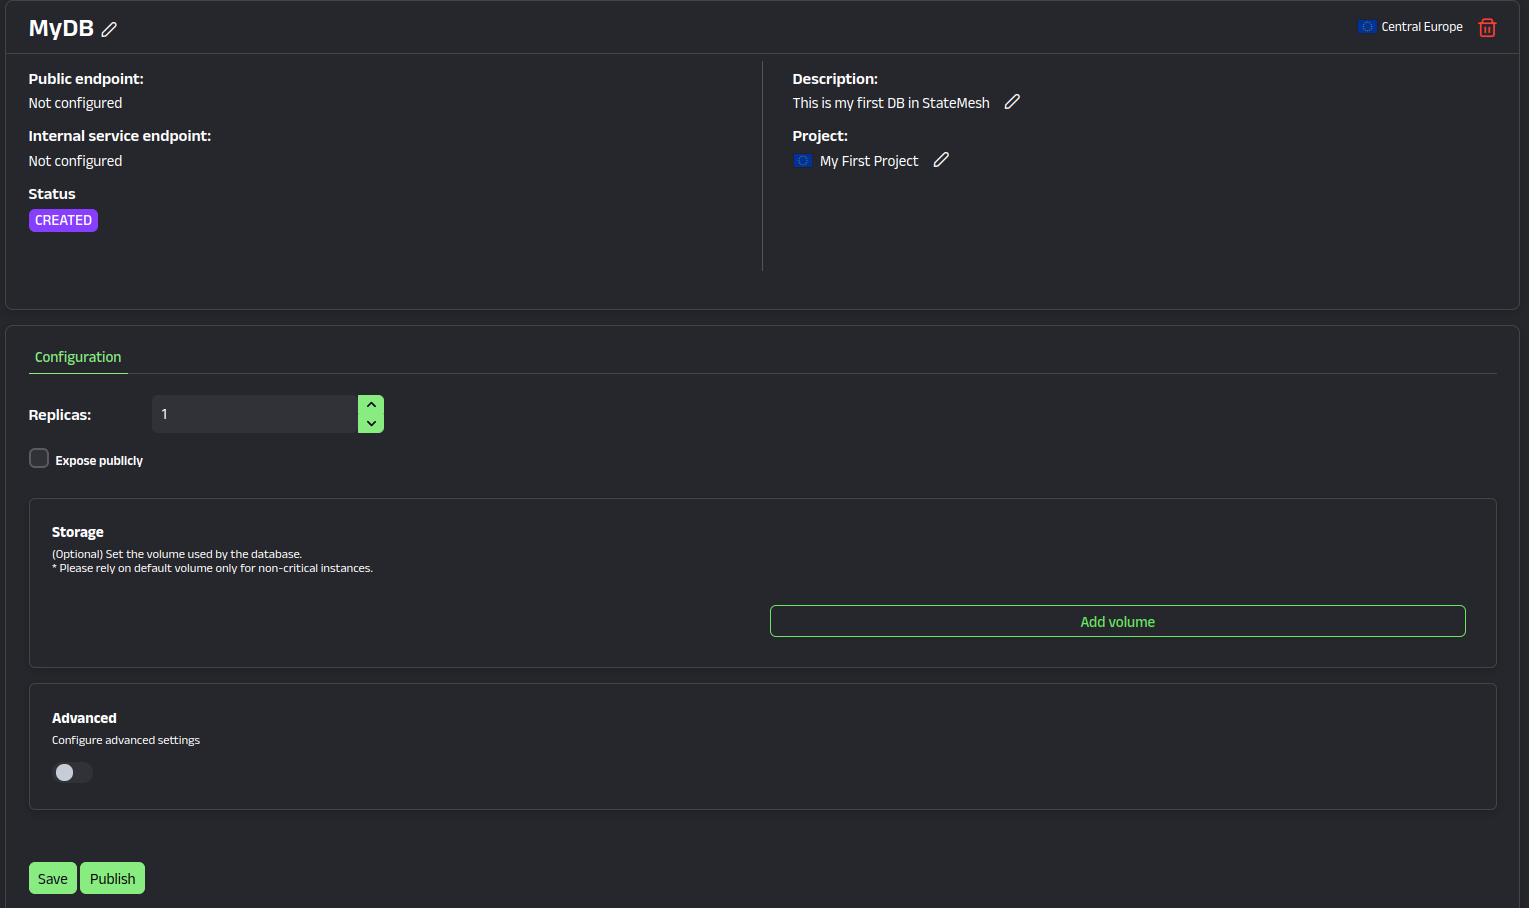 MyDB
Central Europe
Public endpoint:
Not configured
Internal service endpoint:
Not configured
Status
CREATED
Description:
This is my first DB in StateMesh
Project:
My First Project
Configuration
Replicas:
1
Expose publicly
Storage
(Optional) Set the volume used by the database.
* Please rely on default volume only for non-critical instances.
Add volume
Advanced
Configure advanced settings
Save
Publish